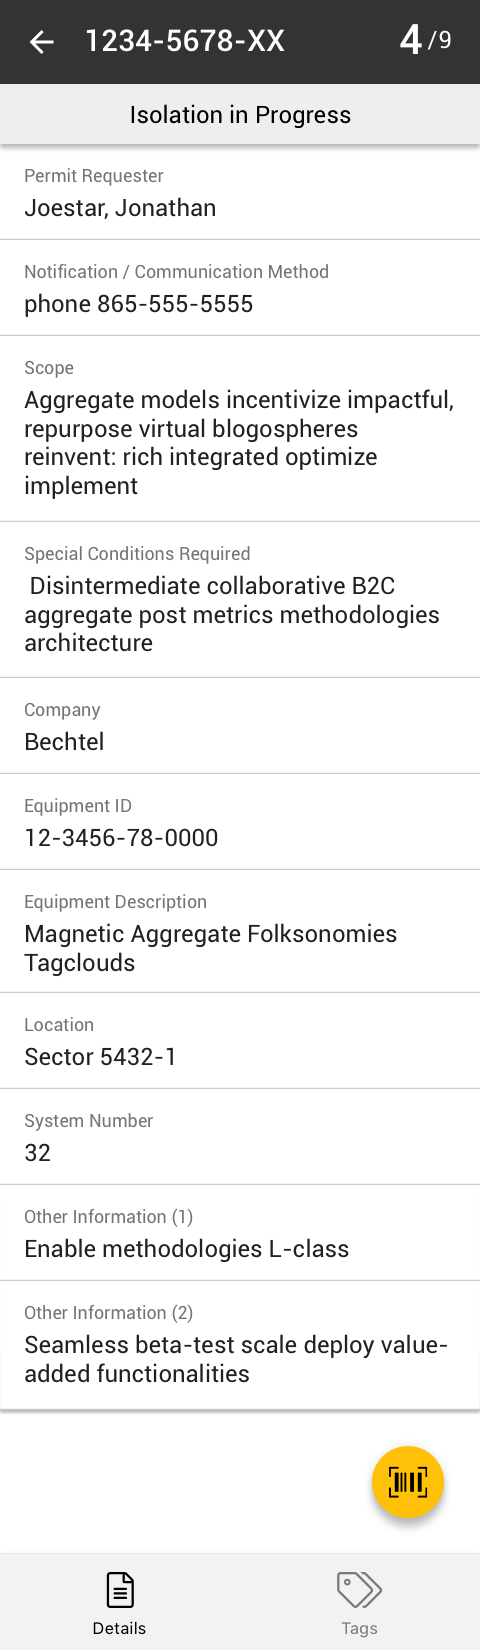 1234-5678-XX 4/9
Isolation in Progress
Permit Requester
Joestar, Jonathan
Notification / Communication Method
phone 865-555-5555
Scope
Aggregate models incentivize impactful,
repurpose virtual blogospheres
reinvent: rich integrated optimize
implement
Special Conditions Required
Disintermediate collaborative B2C
aggregate post metrics methodologies
architecture
Company
Bechtel
Equipment ID
12-3456-78-0000
Equipment Description
Magnetic Aggregate Folksonomies
Tagclouds
Location
Sector 5432-1
System Number
32
Other Information (1)
Enable methodologies L-class
Other Information (2)
Seamless beta-test scale deploy value-
added functionalities
Details Tags